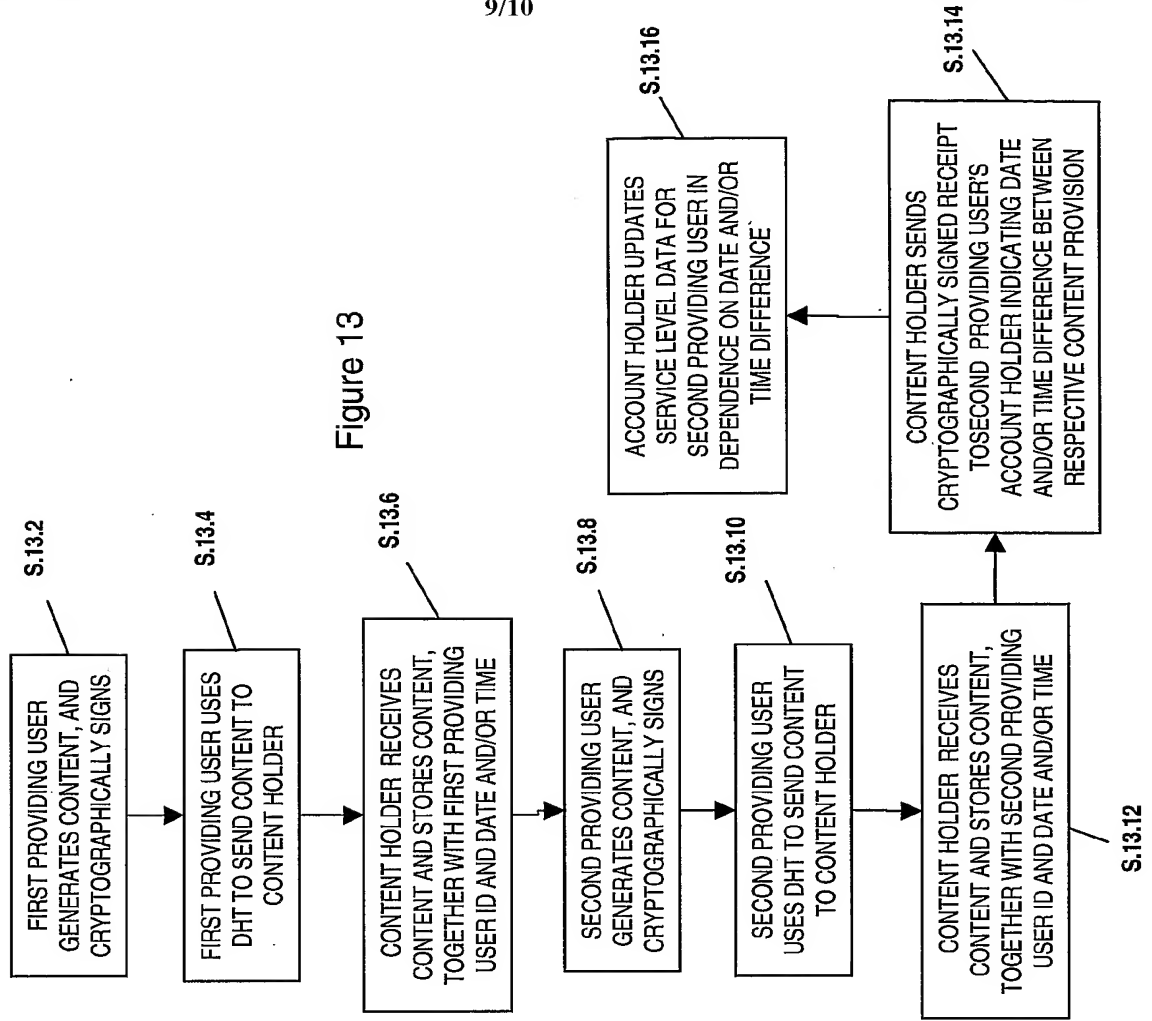 9/10
S.13.2
FIRST PROVIDING USER
GENERATES CONTENT, AND
CRYPTOGRAPHICALLY SIGNS
S.13.4
FIRST PROVIDING USER USES
DHT TO SEND CONTENT TO
CONTENT HOLDER
S.13.6
CONTENT HOLDER RECEIVES
CONTENT AND STORES CONTENT,
TOGETHER WITH FIRST PROVIDING
USER ID AND DATE AND/OR TIME
S.13.8
SECOND PROVIDING USER
GENERATES CONTENT, AND
CRYPTOGRAPHICALLY SIGNS
S.13.10
SECOND PROVIDING USER
USES DHT TO SEND CONTENT
TO CONTENT HOLDER
CONTENT HOLDER RECEIVES
CONTENT AND STORES CONTENT,
TOGETHER WITH SECOND PROVIDING
USER ID AND DATE AND/OR TIME
S.13.12
S.13.14
CONTENT HOLDER SENDS
CRYPTOGRAPHICALLY SIGNED RECEIPT
TOSECOND PROVIDING USER'S
ACCOUNT HOLDER INDICATING DATE
AND/OR TIME DIFFERENCE BETWEEN
RESPECTIVE CONTENT PROVISION
S.13.16
ACCOUNT HOLDER UPDATES
SERVICE LEVEL DATA FOR
SECOND PROVIDING USER IN
DEPENDENCE ON DATE AND/OR
TIME DIFFERENCE
Figure 13